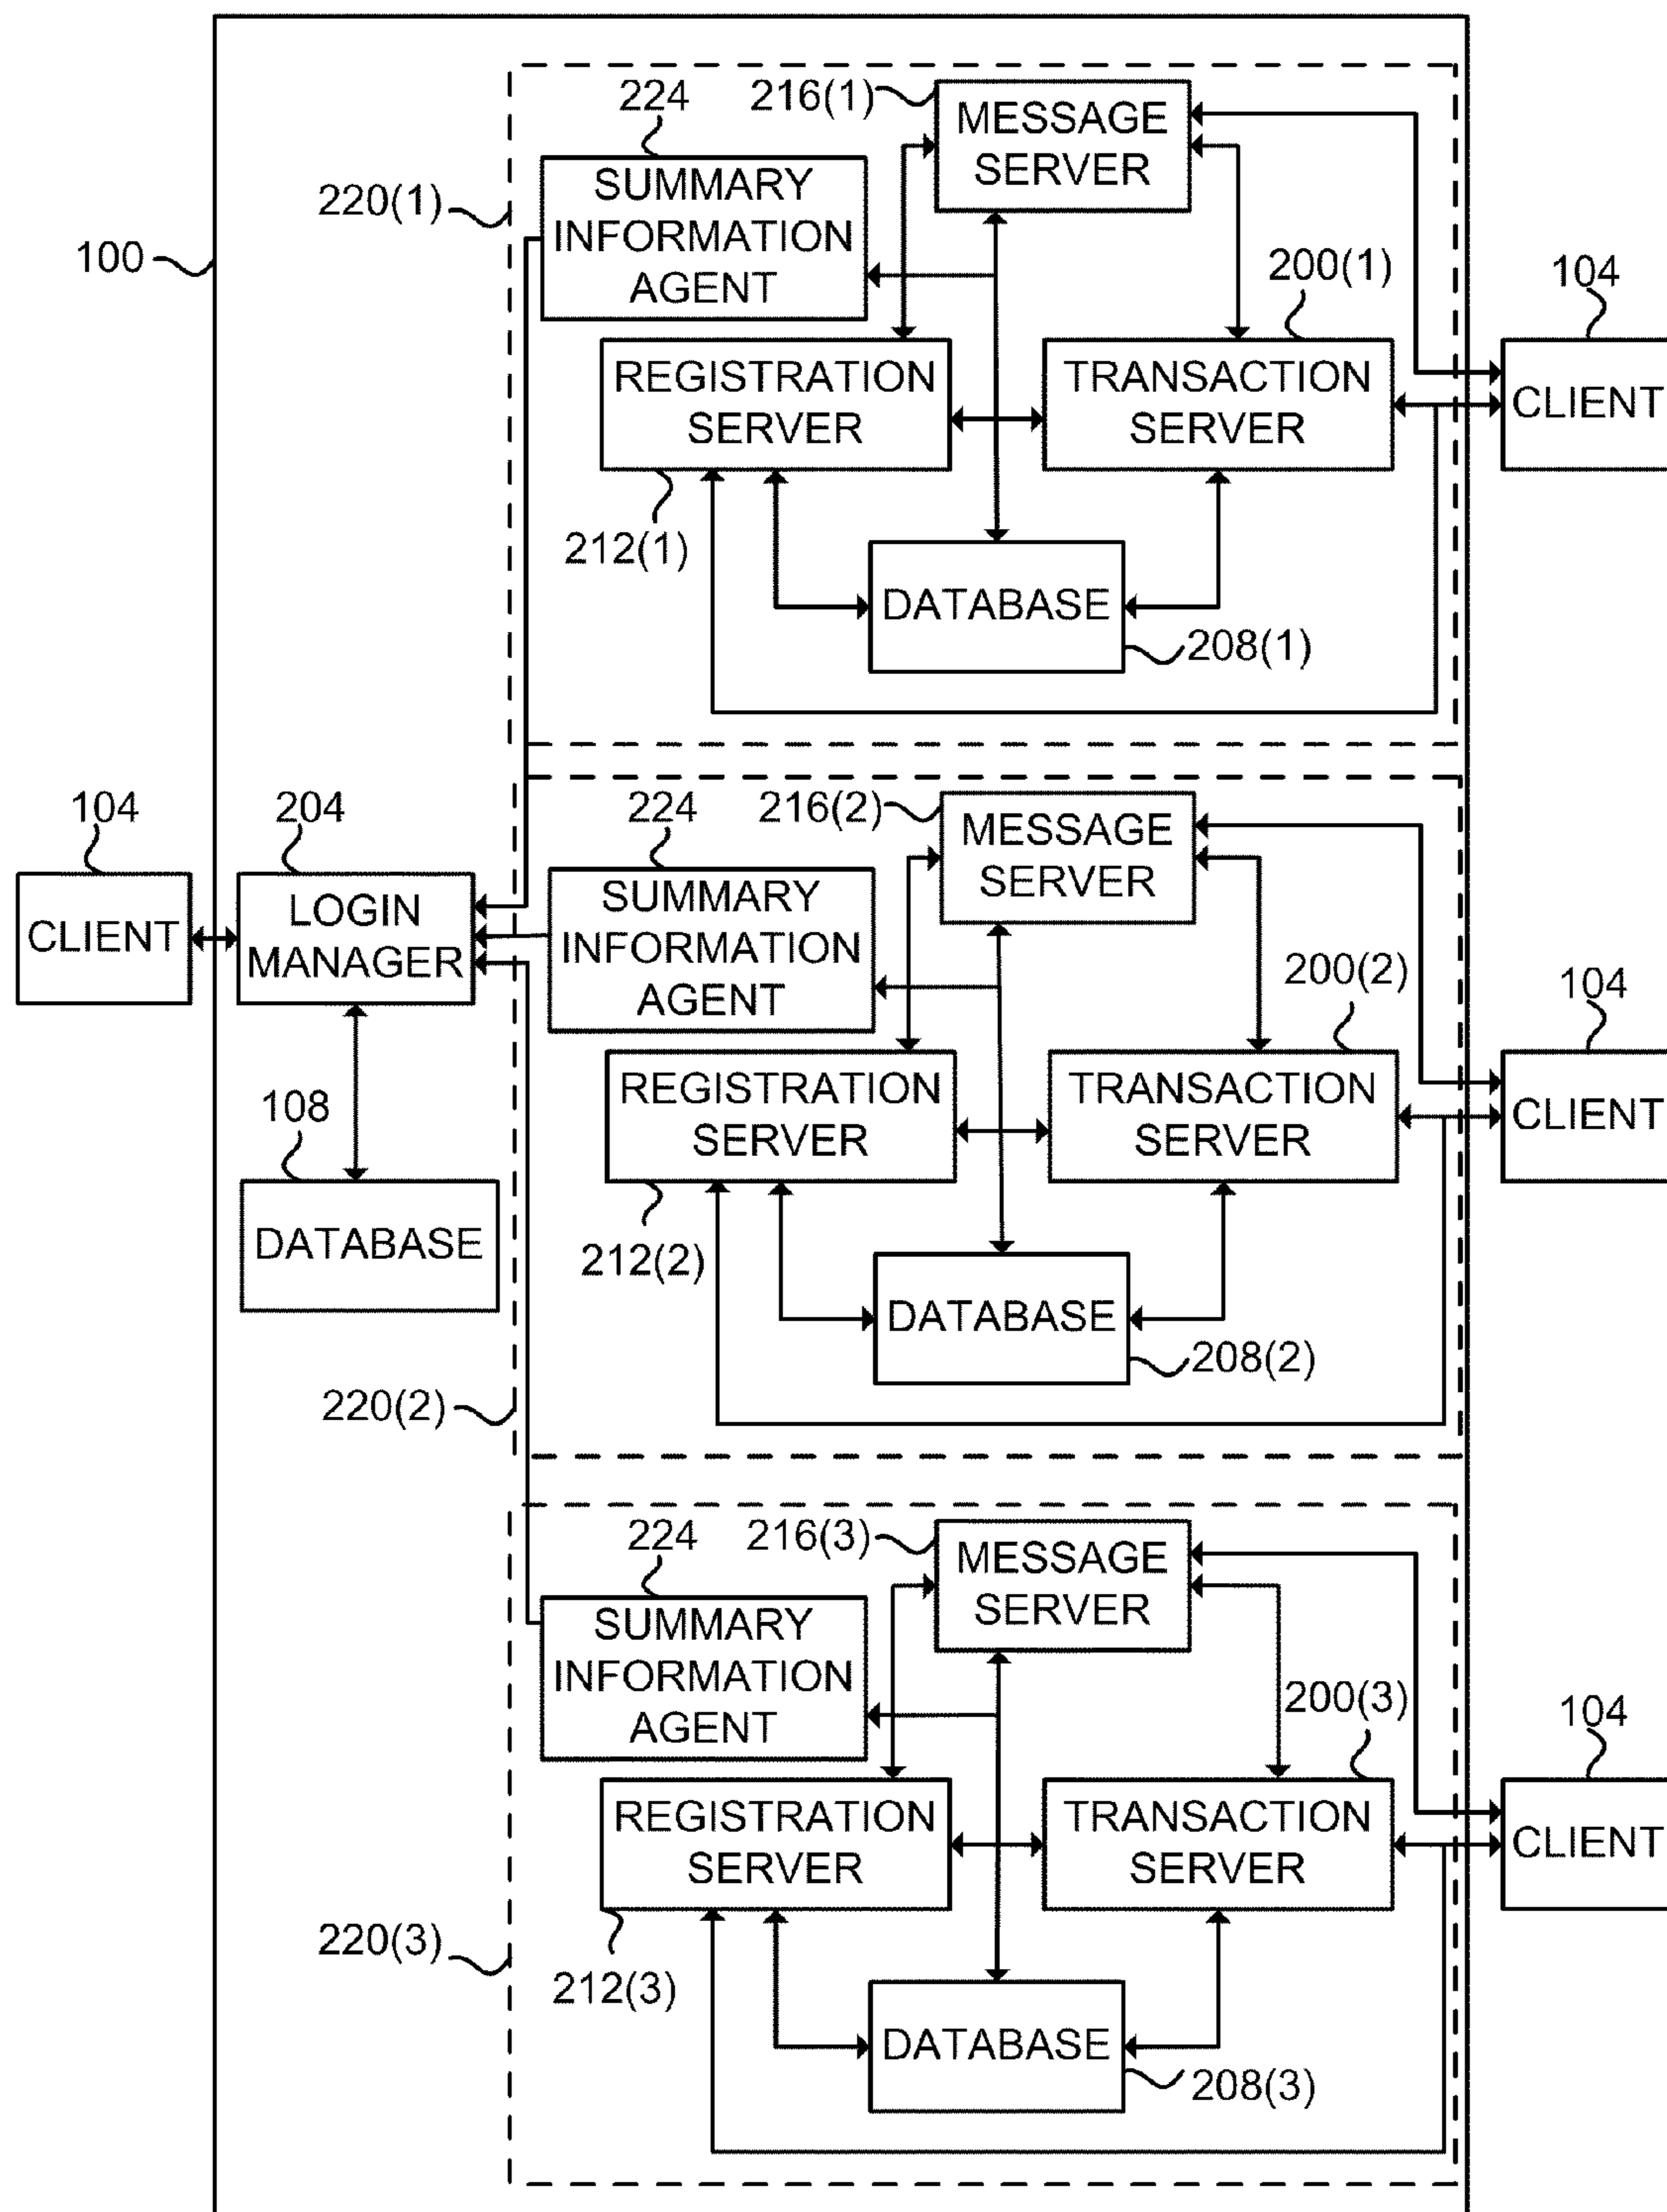 224
216(1)
MESSAGE
SERVER
SUMMARY
INFORMATION
AGENT
220(1)
100
200(1)
104
REGISTRATION
SERVER
TRANSACTION
SERVER
CLIENT
212(1)
DATABASE
208(1)
104
204
224
216(2)
MESSAGE
SERVER
CLIENT
LOGIN
MANAGER
SUMMARY
INFORMATION
AGENT
200(2)
104
108
REGISTRATION
SERVER
TRANSACTION
SERVER
CLIENT
DATABASE
212(2)
DATABASE
208(2)
220(2)
224
216(3)
MESSAGE
SERVER
SUMMARY
INFORMATION
AGENT
200(3)
104
REGISTRATION
SERVER
TRANSACTION
SERVER
CLIENT
220(3)
212(3)
DATABASE
208(3)